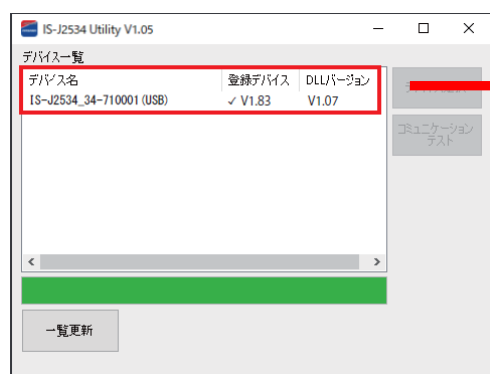 IS-J2534 Utility V1.05
デバイス一覧
デバイス名 登録デバイス DLLバージョン
IS-J2534_34-710001 (USB) ✓ V1.83 V1.07
コミュニケーション
テスト
一覧更新